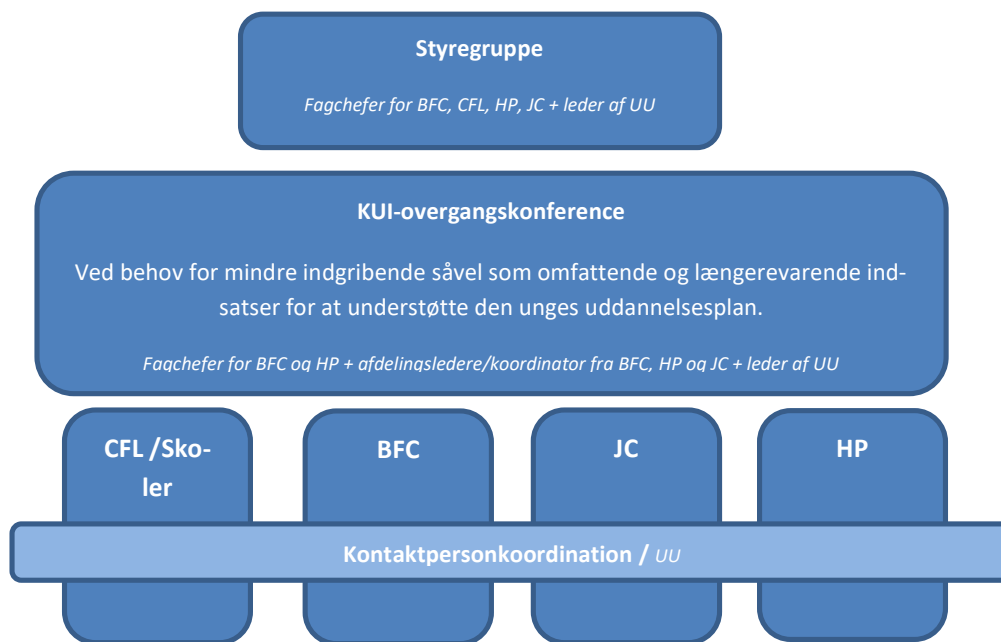 Styregruppe
Fagchefer for BFC, CFL, HP, JC + leder af UU
KUI-overgangskonference
Ved behov for mindre indgribende såvel som omfattende og længerevarende ind-
satser for at understøtte den unges uddannelsesplan.
Fagchefer for BFC og HP + afdelingsledere/koordinator fra BFC, HP og JC + leder af UU
CFL /Sko-
ler
BFC
JC
HP
Kontaktpersonkoordination / UU